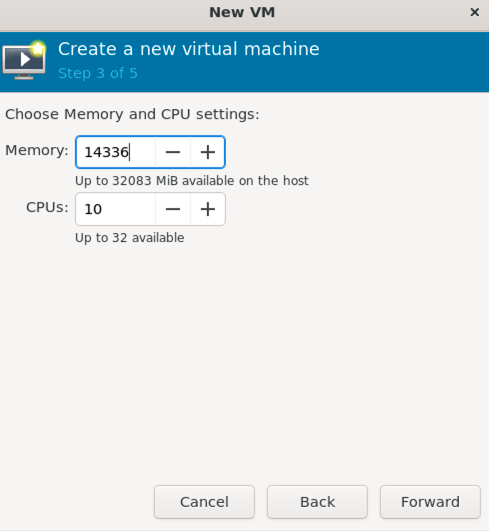 New VM ×
Create a new virtual machine
Step 3 of 5
Choose Memory and CPU settings:
Memory: 14336 − +
Up to 32083 MiB available on the host
CPUs: 10 − +
Up to 32 available
Cancel Back Forward